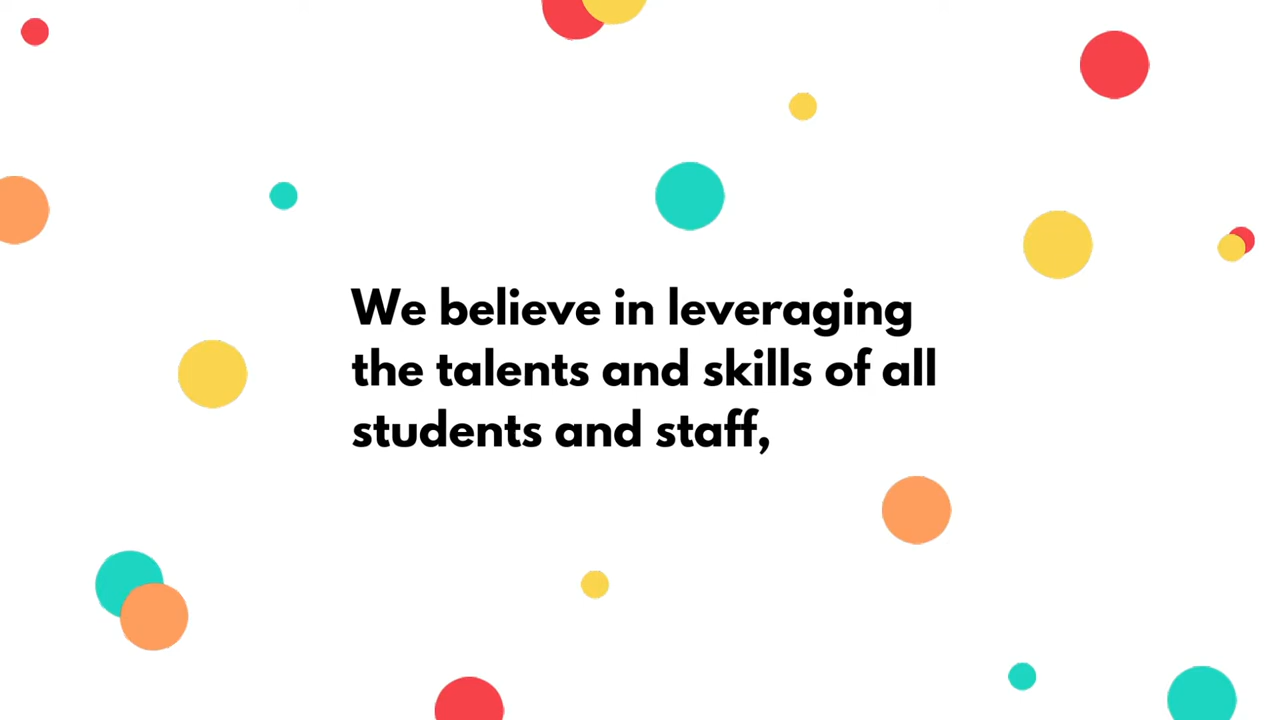 We believe in leveraging
the talents and skills of all
students and staff,